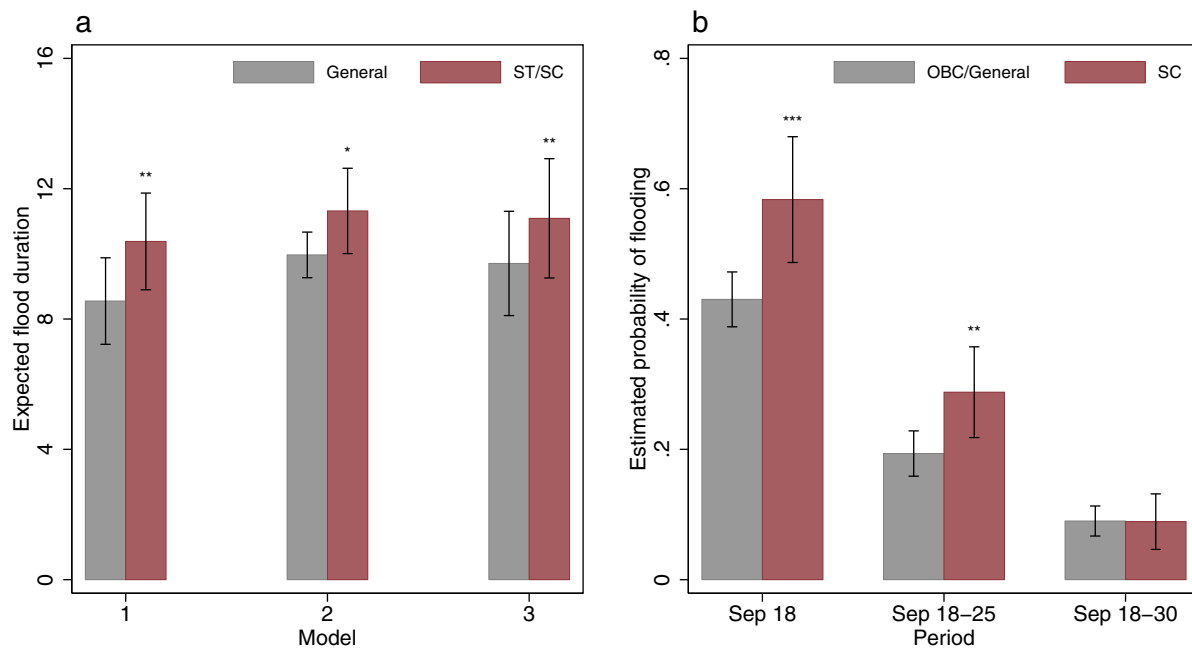 a
General
ST/SC
Expected flood duration
16
12
8
4
0
**
*
**
1
2
3
Model
b
OBC/General
SC
Estimated probability of flooding
.8
.6
.4
.2
0
***
**
Sep 18
Sep 18–25
Sep 18–30
Period